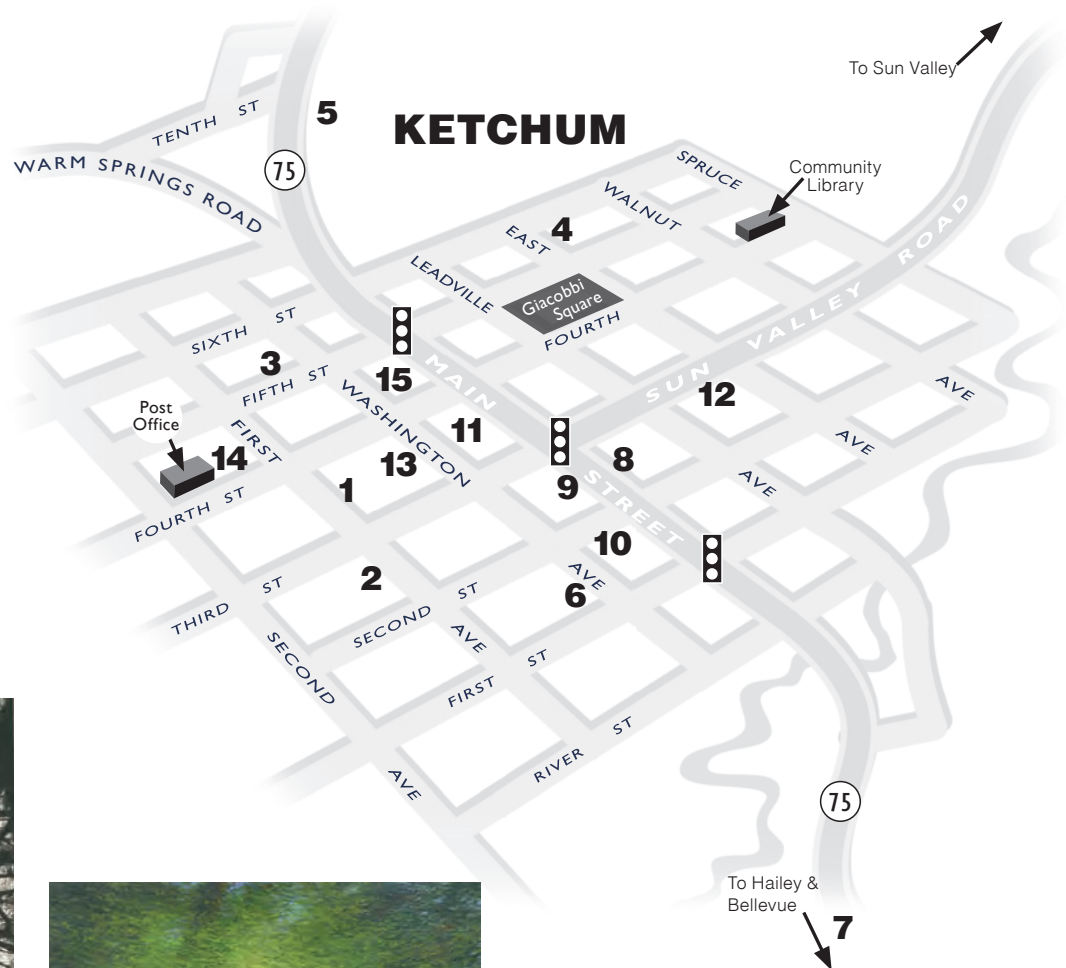 To Sun Valley
KETCHUM
5
TENTH ST
75
WARM SPRINGS ROAD
SPRUCE
Community
Library
WALNUT
EAST
4
LEADVILLE
Giacobbi
Square
FOURTH
SUN VALLEY ROAD
SIXTH ST
3
FIFTH ST
15
MAIN STREET
WASHINGTON AVE
12
AVE
AVE
AVE
Post
Office
14
FIRST AVE
11
13
8
1
9
FOURTH ST
10
2
6
THIRD ST
SECOND ST
SECOND AVE
FIRST ST
RIVER ST
75
To Hailey &
Bellevue
7